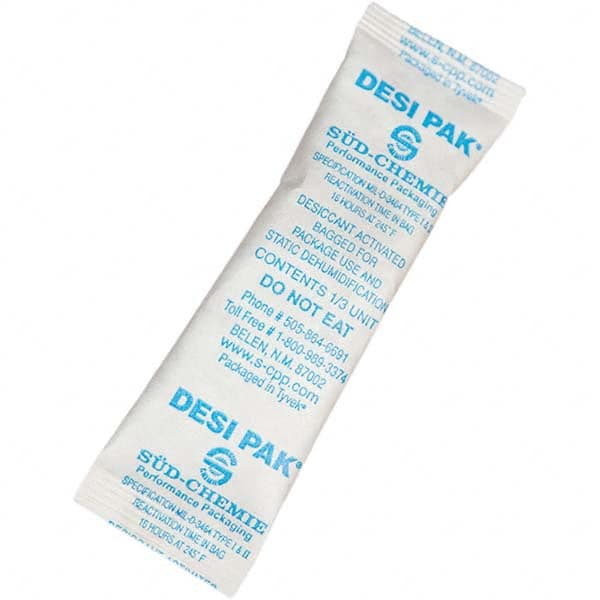 BELEN, N.M. 87002
www.s-cpp.com
Packaged in Tyvek®
DESI PAK®
S
SÜD-CHEMIE
Performance Packaging
SPECIFICATION MIL-D-3464 TYPE I & II
REACTIVATION TIME IN BAG
16 HOURS AT 245°F
DESICCANT ACTIVATED
BAGGED FOR
PACKAGE USE AND
STATIC DEHUMIDIFICATION
CONTENTS 1/3 UNIT
DO NOT EAT
Phone # 505-864-6691
Toll Free # 1-800-989-3374
BELEN, N.M. 87002
www.s-cpp.com
Packaged in Tyvek®
DESI PAK®
S
SÜD-CHEMIE
Performance Packaging
SPECIFICATION MIL-D-3464 TYPE I & II
REACTIVATION TIME IN BAG
16 HOURS AT 245°F
DESICCANT ACTIVATED